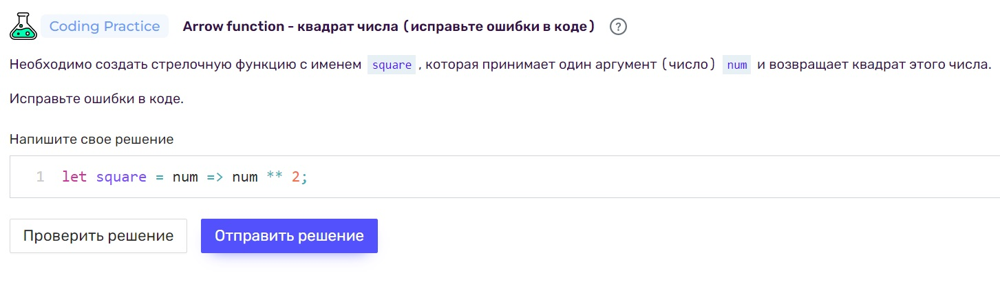 Coding Practice Arrow function - квадрат числа (исправьте ошибки в коде) ?
Необходимо создать стрелочную функцию с именем square, которая принимает один аргумент (число) num и возвращает квадрат этого числа.
Исправьте ошибки в коде.
Напишите свое решение
1 let square = num => num ** 2;
Проверить решение Отправить решение